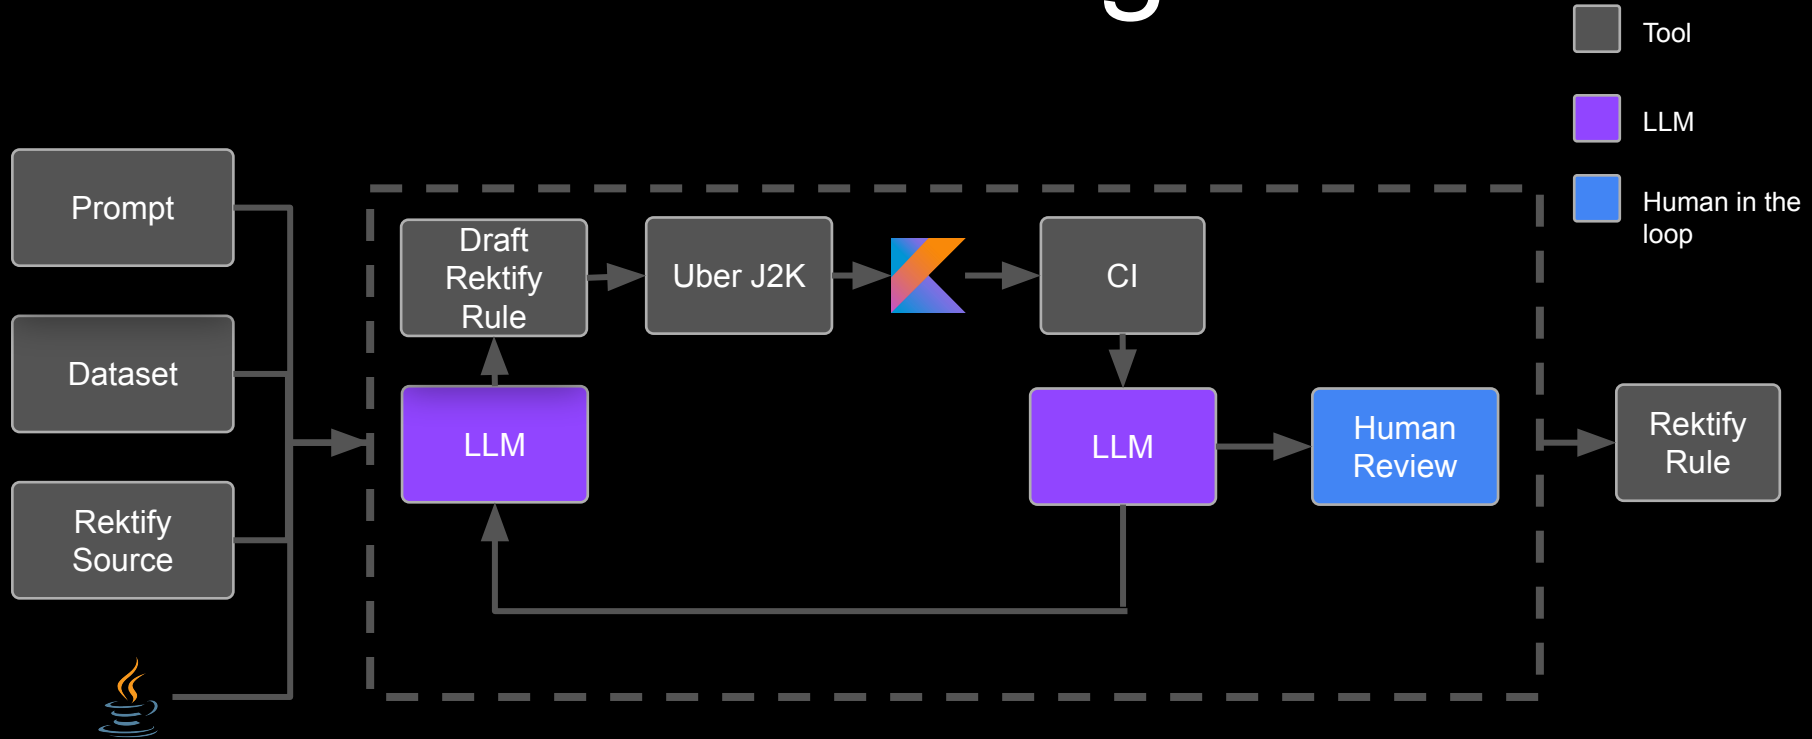 Tool
LLM
Human in the
loop
Prompt
Dataset
Rektify
Source
Draft
Rektify
Rule
Uber J2K
CI
LLM
LLM
Human
Review
Rektify
Rule